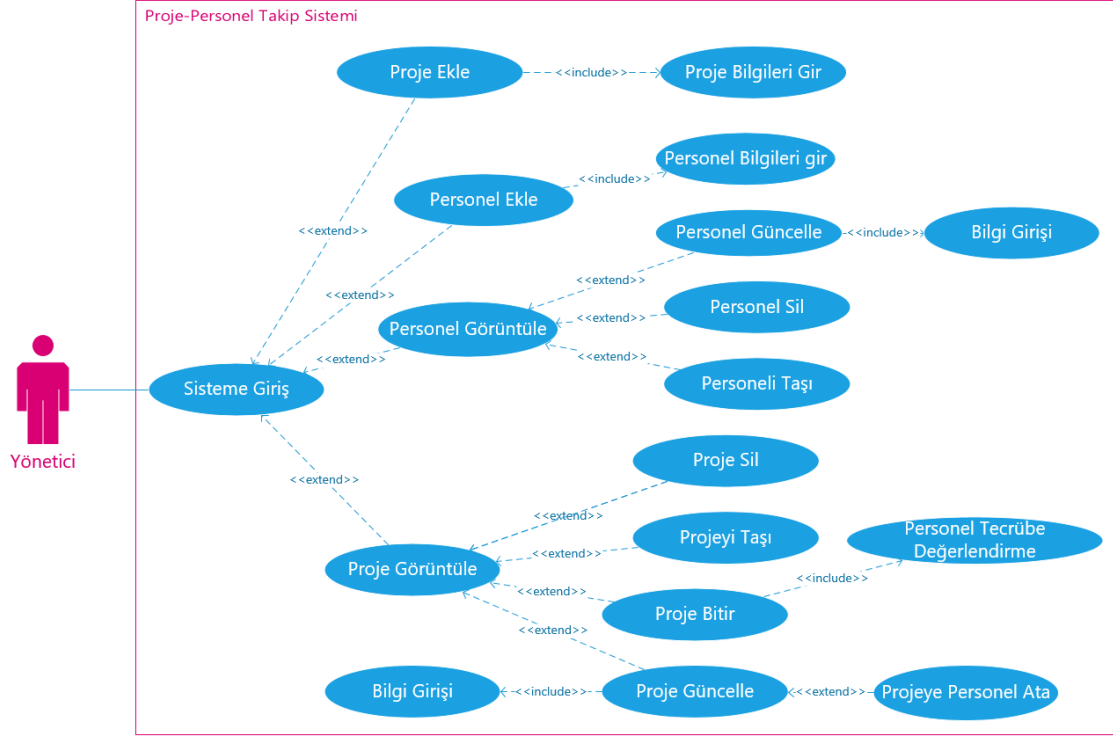 Proje-Personel Takip Sistemi
Proje Ekle
<<include>>
Proje Bilgileri Gir
Personel Bilgileri gir
<<include>>
Personel Ekle
<<extend>>
Personel Güncelle
<<include>>
Bilgi Girişi
<<extend>>
<<extend>>
Personel Sil
<<extend>>
Personel Görüntüle
<<extend>>
<<extend>>
Personeli Taşı
Sisteme Giriş
Yönetici
Proje Sil
<<extend>>
<<extend>>
Projeyi Taşı
Personel Tecrübe
Değerlendirme
<<extend>>
Proje Görüntüle
<<include>>
<<extend>>
Proje Bitir
<<extend>>
Bilgi Girişi
<<include>>
Proje Güncelle
<<extend>>
Projeye Personel Ata